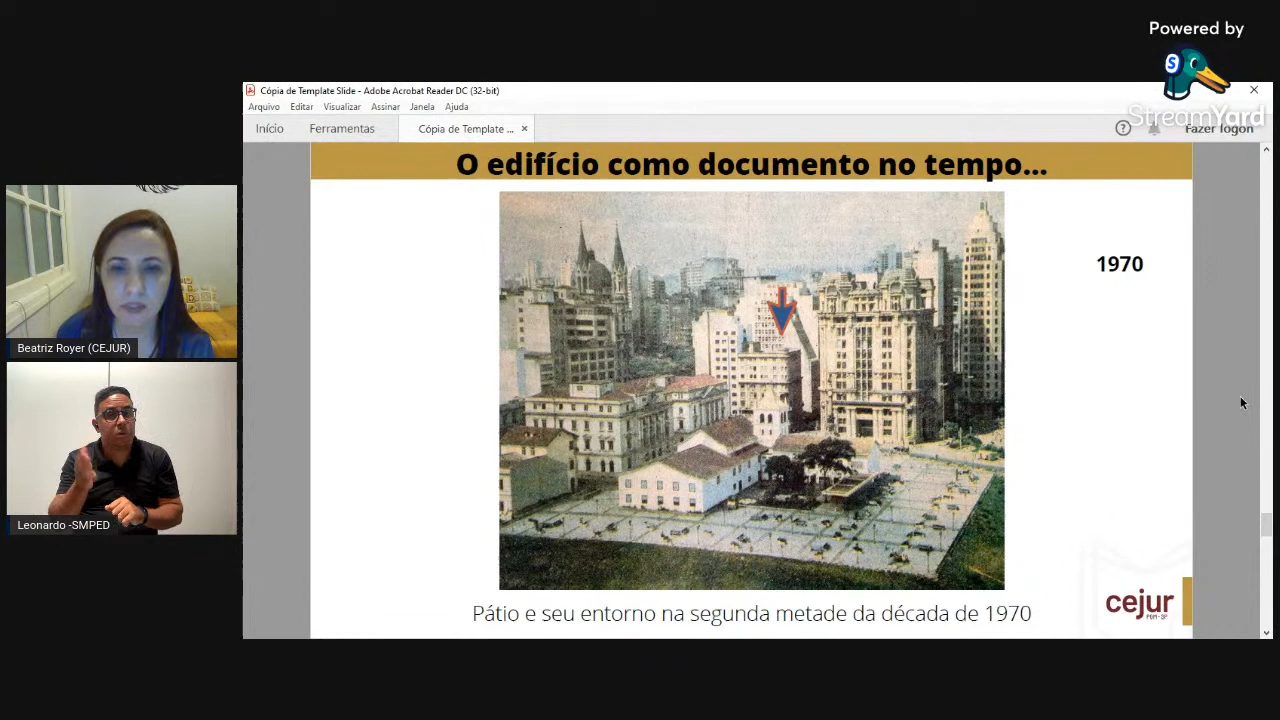 Powered by
S
StreamYard
Cópia de Template Slide - Adobe Acrobat Reader DC (32-bit)
Arquivo Editar Visualizar Assinar Janela Ajuda
Início Ferramentas Cópia de Template ... × ? Fazer logon
O edifício como documento no tempo...
1970
Beatriz Royer (CEJUR)
Leonardo -SMPED
cejur
PGM-SP
Pátio e seu entorno na segunda metade da década de 1970